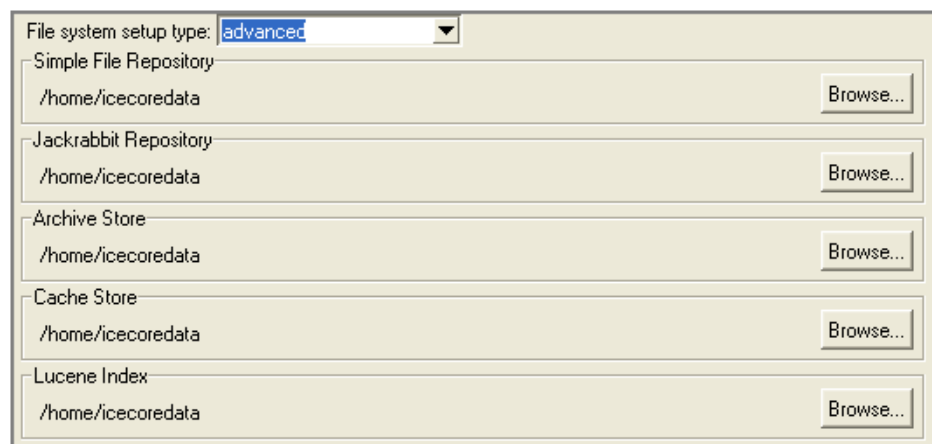 File system setup type: advanced
Simple File Repository
/home/icecoredata Browse...
Jackrabbit Repository
/home/icecoredata Browse...
Archive Store
/home/icecoredata Browse...
Cache Store
/home/icecoredata Browse...
Lucene Index
/home/icecoredata Browse...